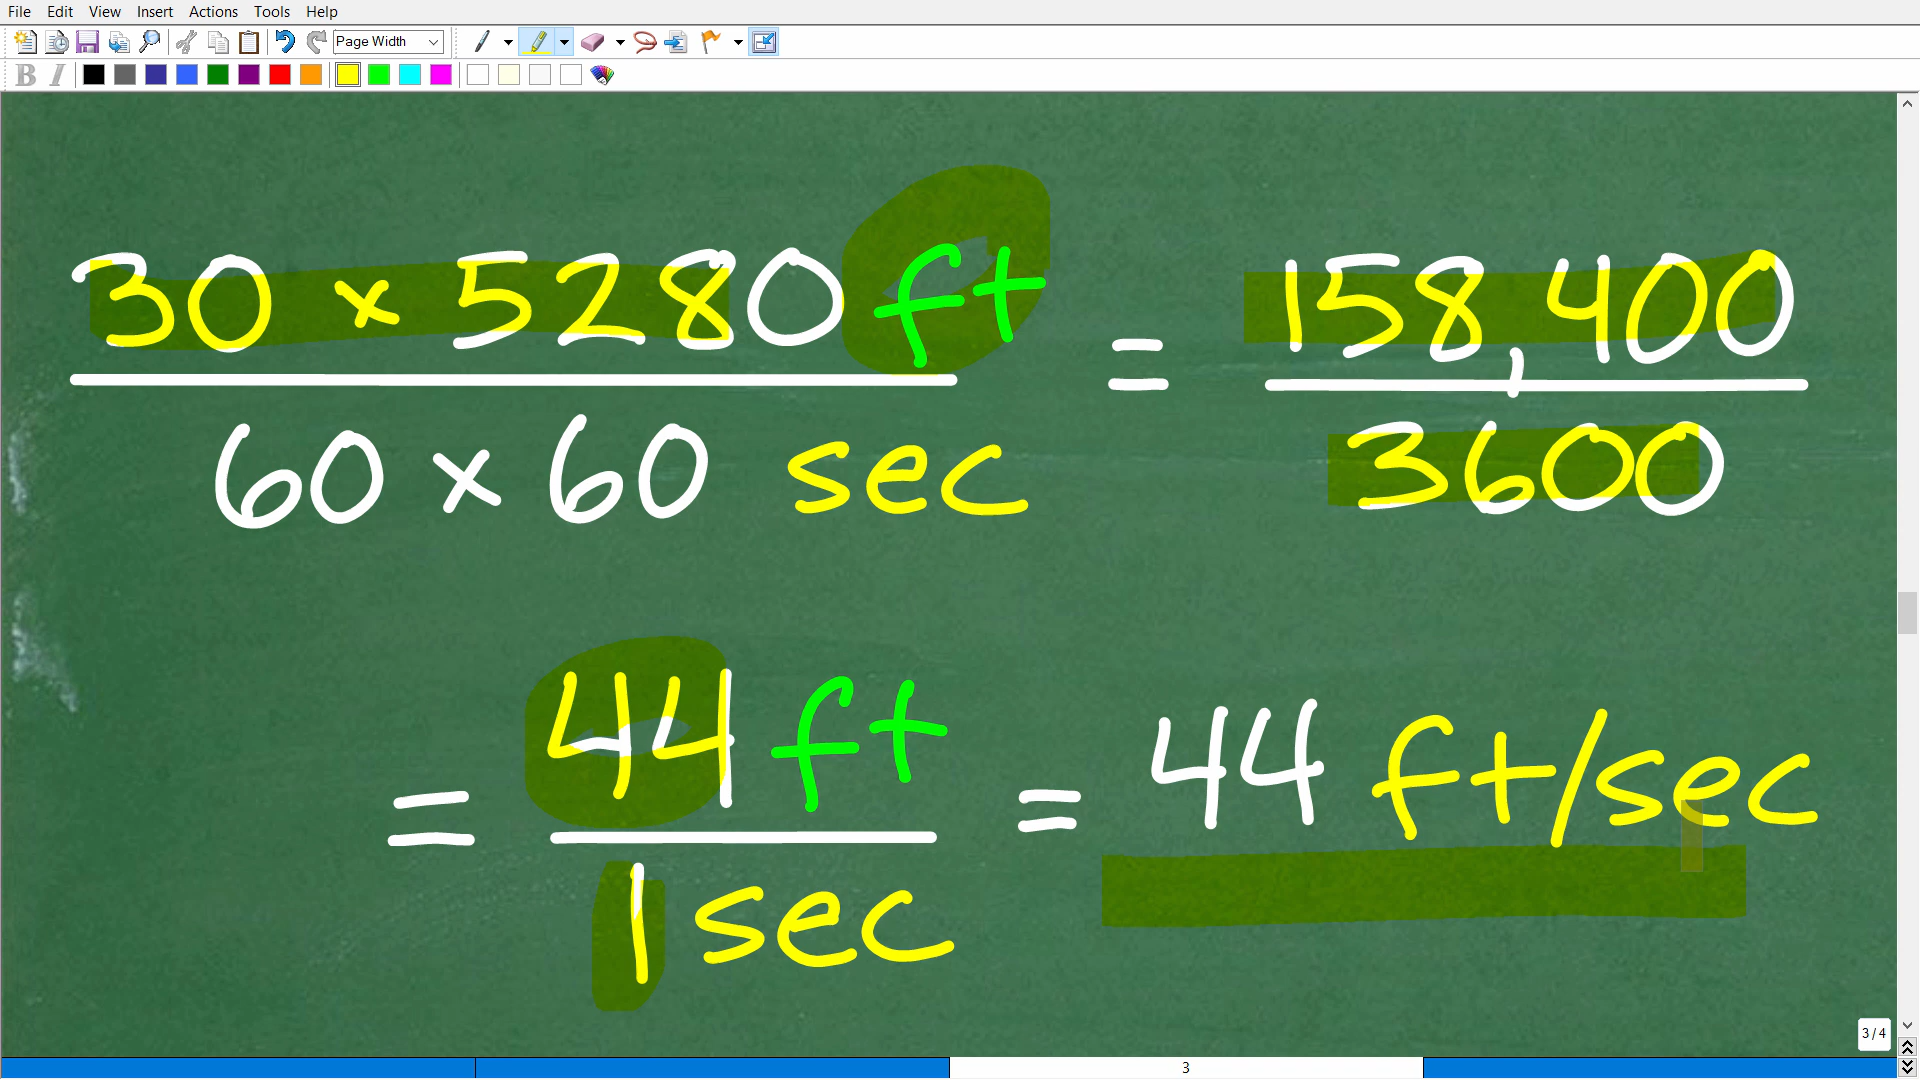 File Edit View Insert Actions Tools Help
Page Width
B I
30 × 5280 ft
60 × 60 sec
=
158,400
3600
=
44 ft
1 sec
=
44 ft/sec
3 / 4
3